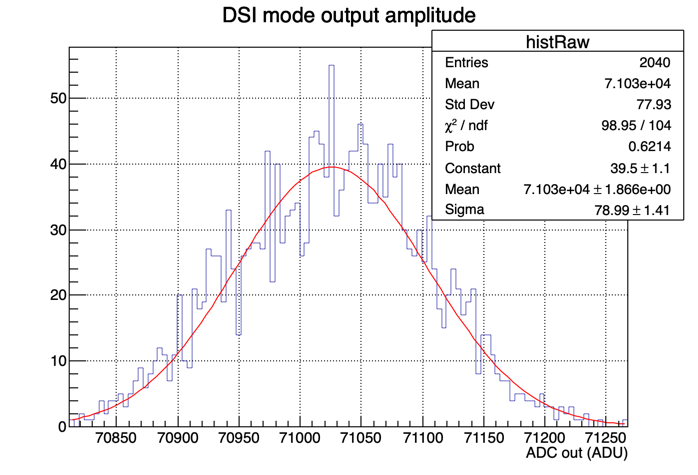 DSI mode output amplitude
histRaw
Entries 2040
Mean 7.103e+04
Std Dev 77.93
χ² / ndf 98.95 / 104
Prob 0.6214
Constant 39.5 ± 1.1
Mean 7.103e+04 ± 1.866e+00
Sigma 78.99 ± 1.41
50
40
30
20
10
0
70850 70900 70950 71000 71050 71100 71150 71200 71250
ADC out (ADU)